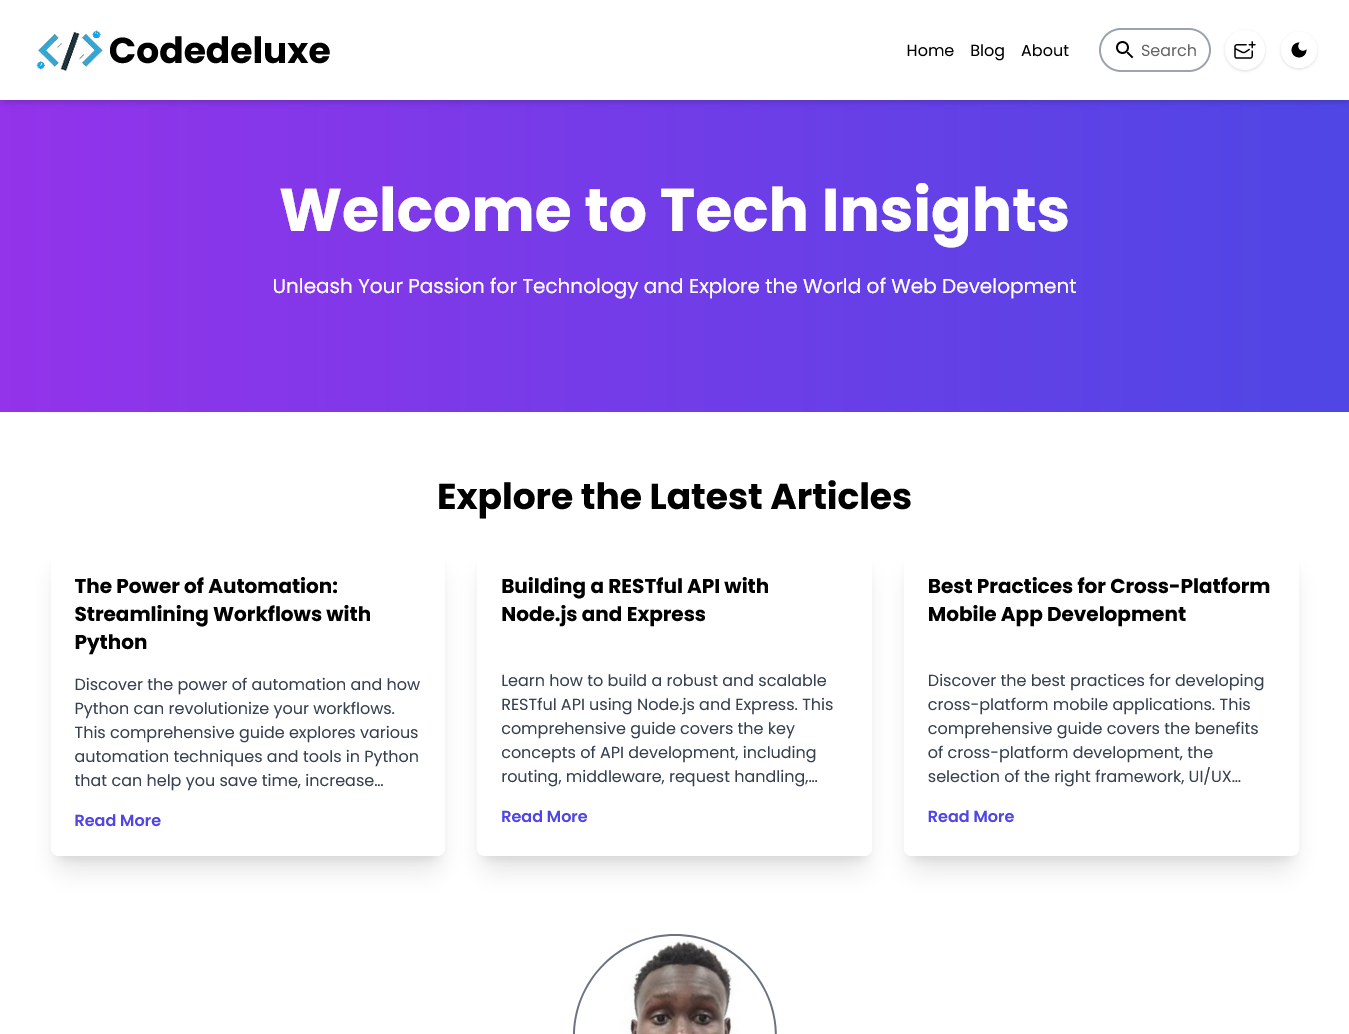 Codedeluxe
Home Blog About Search
Welcome to Tech Insights
Unleash Your Passion for Technology and Explore the World of Web Development
Explore the Latest Articles
The Power of Automation:
Streamlining Workflows with
Python
Discover the power of automation and how
Python can revolutionize your workflows.
This comprehensive guide explores various
automation techniques and tools in Python
that can help you save time, increase...
Read More
Building a RESTful API with
Node.js and Express
Learn how to build a robust and scalable
RESTful API using Node.js and Express. This
comprehensive guide covers the key
concepts of API development, including
routing, middleware, request handling,...
Read More
Best Practices for Cross-Platform
Mobile App Development
Discover the best practices for developing
cross-platform mobile applications. This
comprehensive guide covers the benefits
of cross-platform development, the
selection of the right framework, UI/UX...
Read More